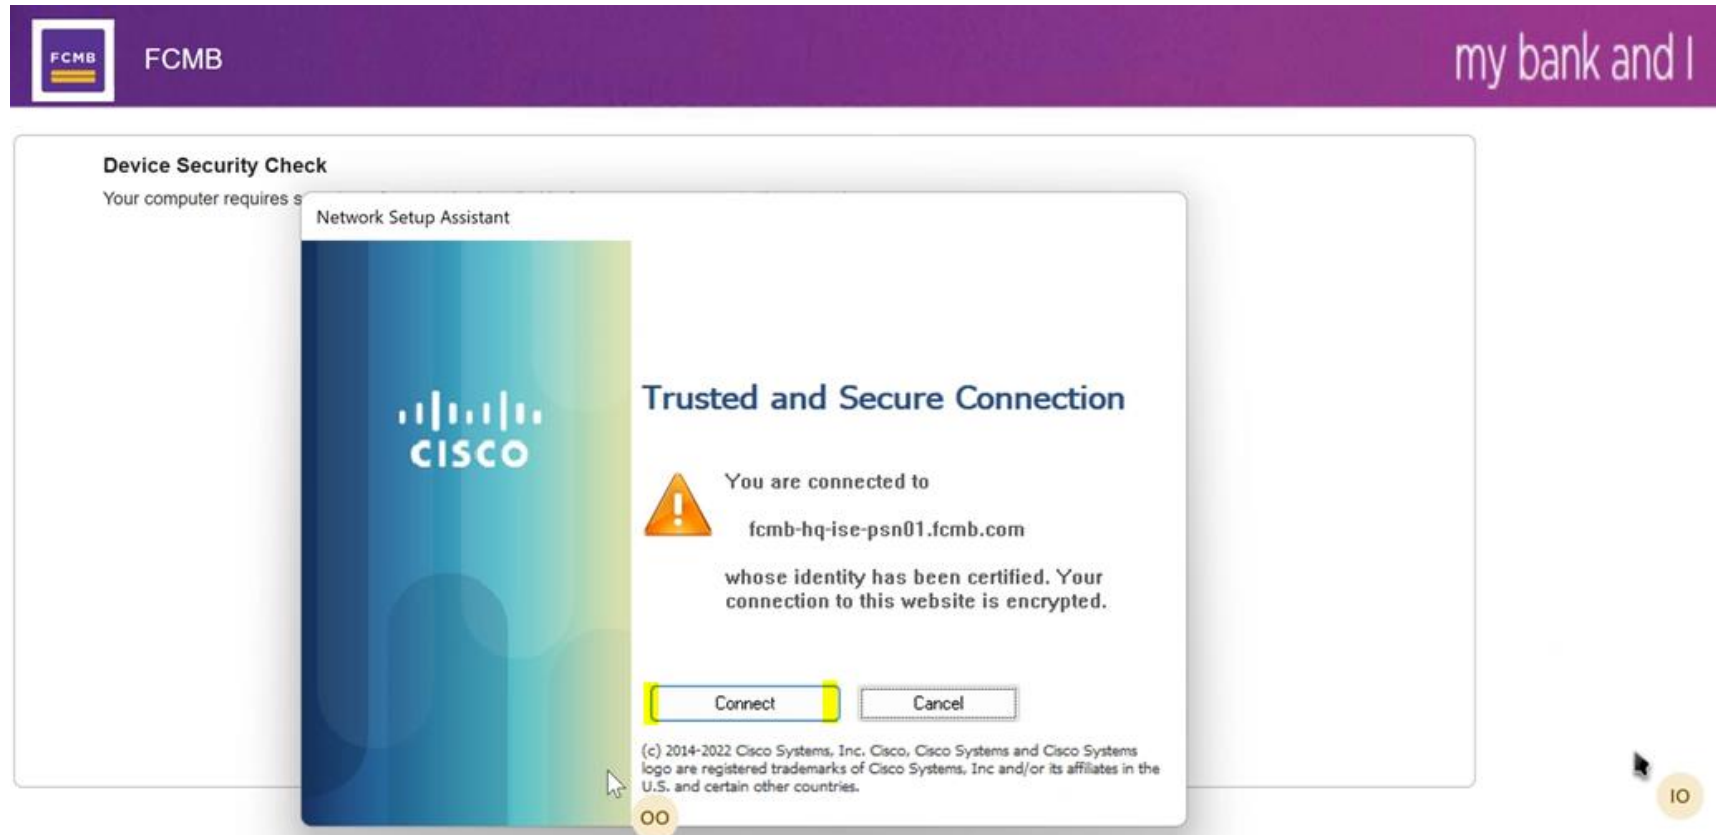 FCMB
FCMB
my bank and I
Device Security Check
Your computer requires s
Network Setup Assistant
CISCO
Trusted and Secure Connection
You are connected to
fcmb-hq-ise-psn01.fcmb.com
whose identity has been certified. Your
connection to this website is encrypted.
Connect
Cancel
(c) 2014-2022 Cisco Systems, Inc. Cisco, Cisco Systems and Cisco Systems
logo are registered trademarks of Cisco Systems, Inc and/or its affiliates in the
U.S. and certain other countries.
OO
IO